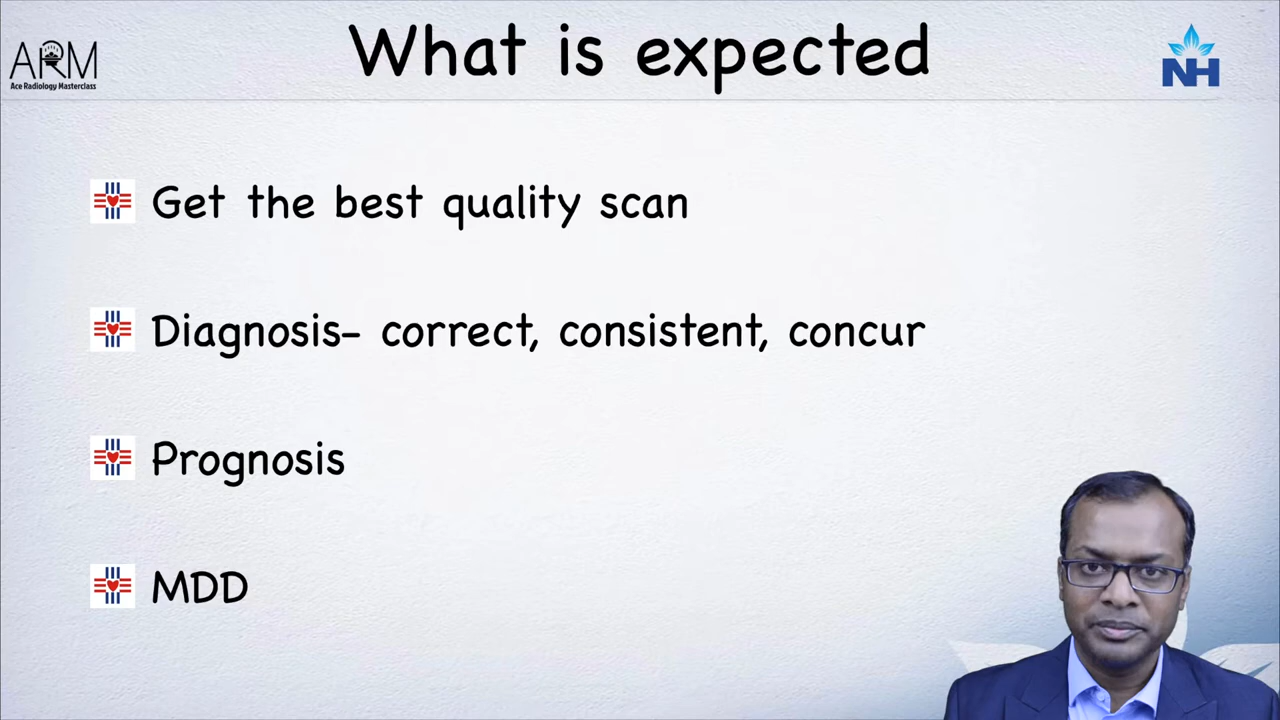 ARM
Ace Radiology Masterclass
What is expected
NH
Get the best quality scan
Diagnosis- correct, consistent, concur
Prognosis
MDD